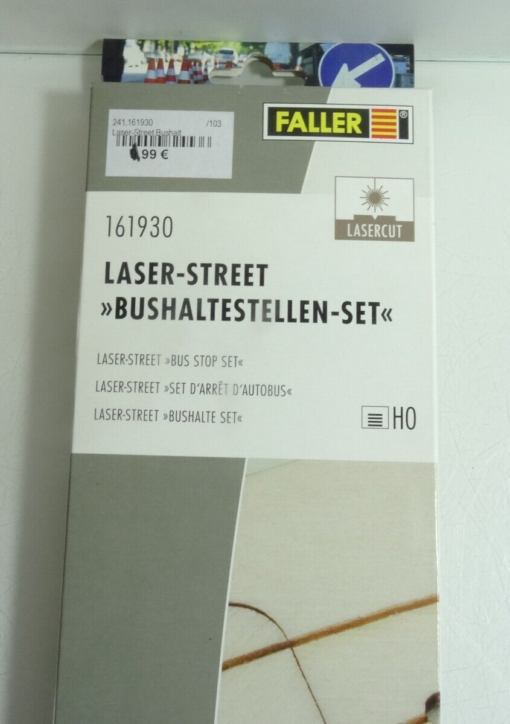 241.161930 /103
Laser-Street Bushalt
99 €
FALLER
®
LASERCUT
161930
LASER-STREET
»BUSHALTESTELLEN-SET«
LASER-STREET »BUS STOP SET«
LASER-STREET »SET D'ARRÊT D'AUTOBUS«
LASER-STREET »BUSHALTE SET«
H0